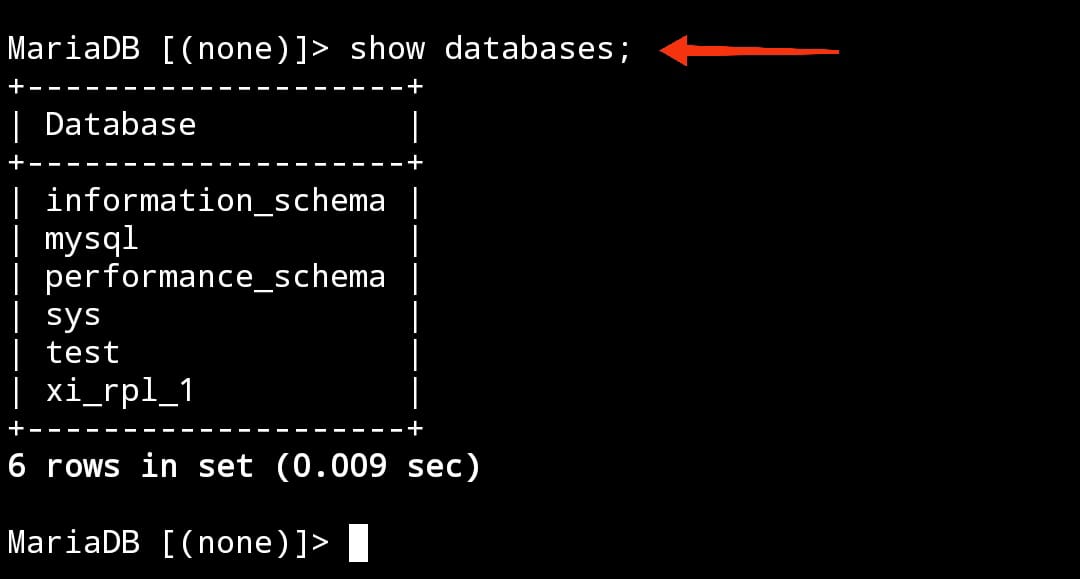 MariaDB [(none)]> show databases;
+--------------------+
| Database           |
+--------------------+
| information_schema |
| mysql              |
| performance_schema |
| sys                |
| test               |
| xi_rpl_1           |
+--------------------+
6 rows in set (0.009 sec)
MariaDB [(none)]>